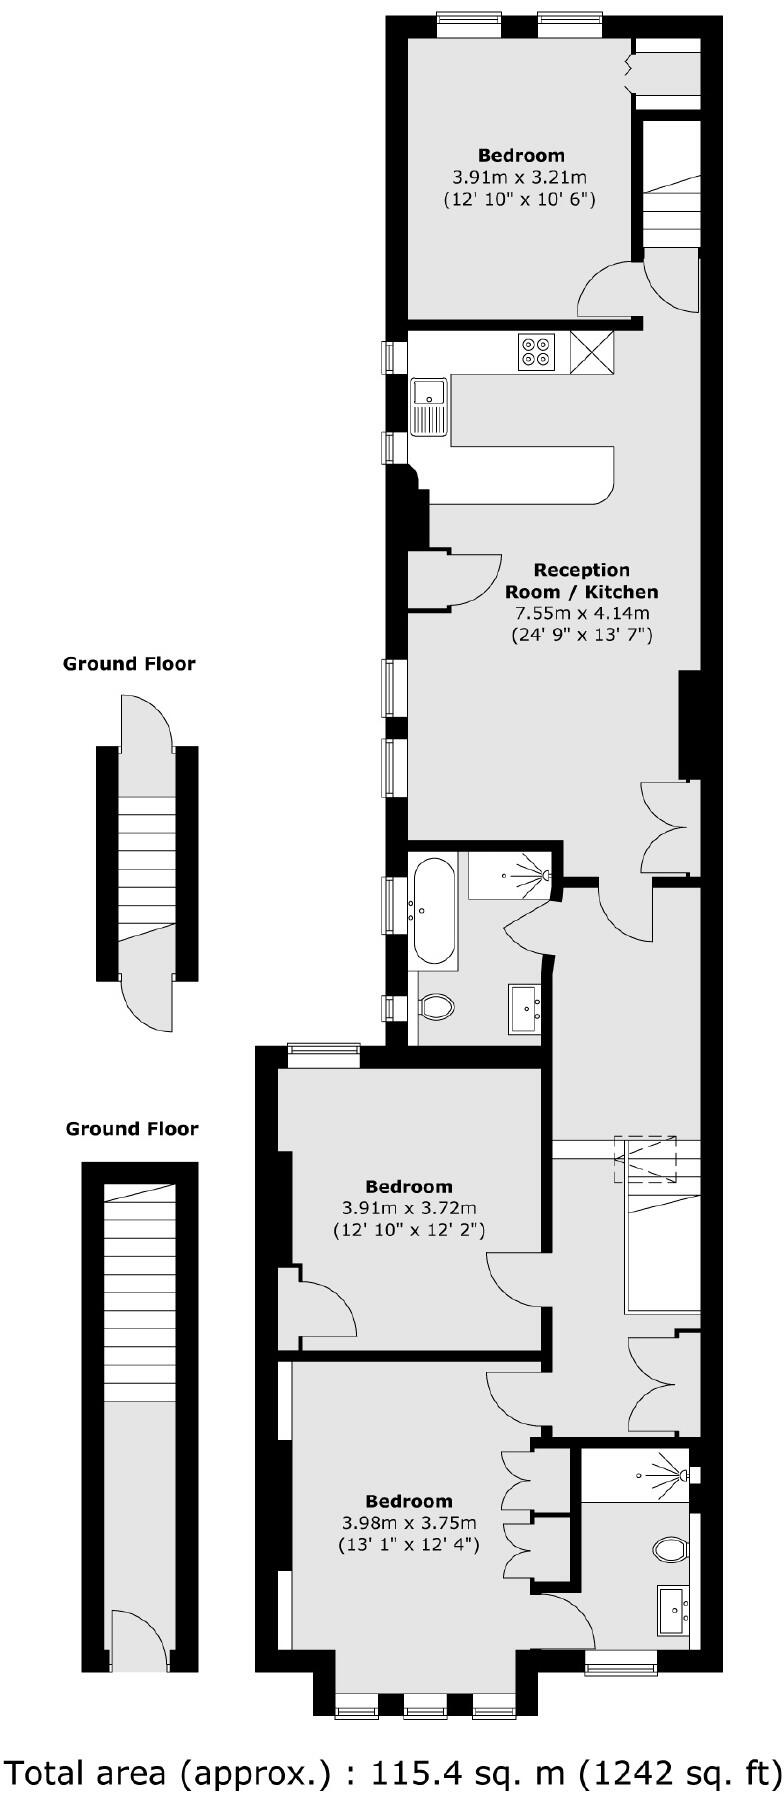 Bedroom
3.91m x 3.21m
(12' 10" x 10' 6")
Reception
Room / Kitchen
7.55m x 4.14m
(24' 9" x 13' 7")
Ground Floor
Ground Floor
Bedroom
3.91m x 3.72m
(12' 10" x 12' 2")
Bedroom
3.98m x 3.75m
(13' 1" x 12' 4")
Total area (approx.) : 115.4 sq. m (1242 sq. ft)